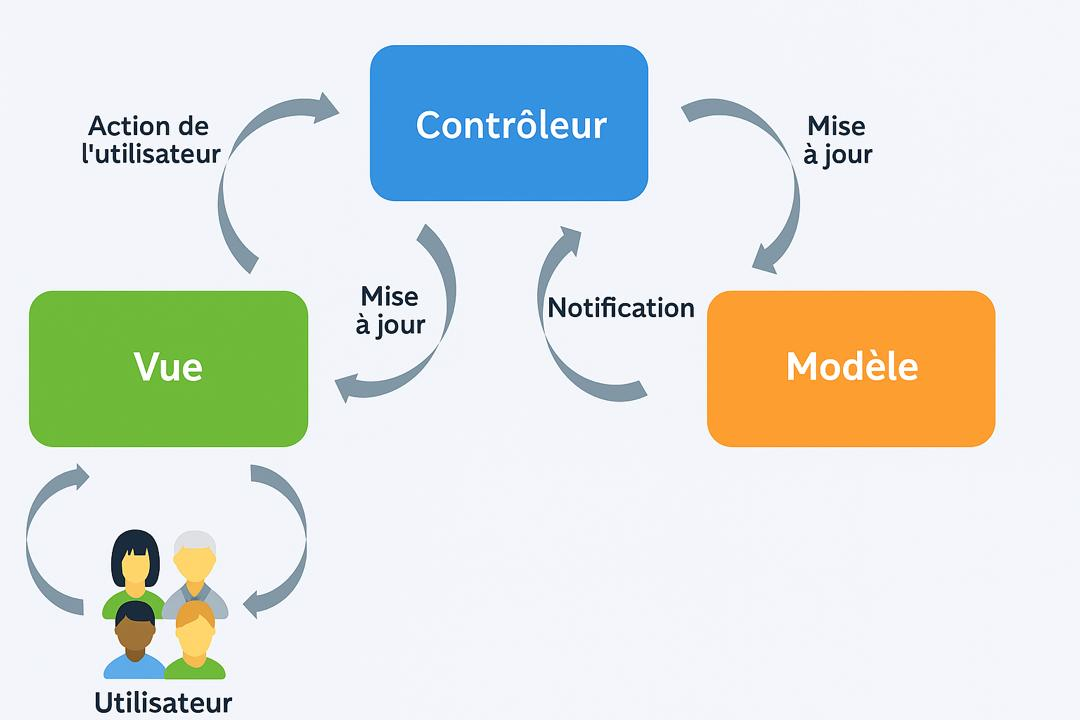 Contrôleur
Action de
l'utilisateur
Mise
à jour
Mise
à jour
Notification
Vue
Modèle
Utilisateur